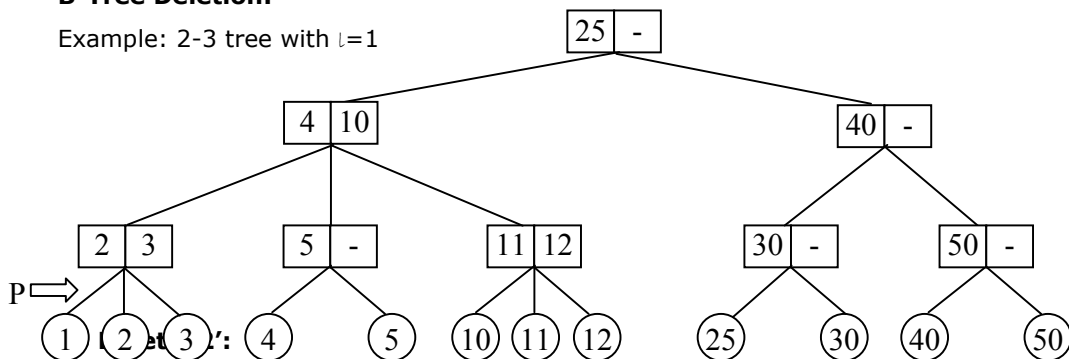 B-Tree Deletion:
Example: 2-3 tree with ι=1
25 -
4 10 40 -
2 3 5 - 11 12 30 - 50 -
P
1 2 3 4 5 10 11 12 25 30 40 50